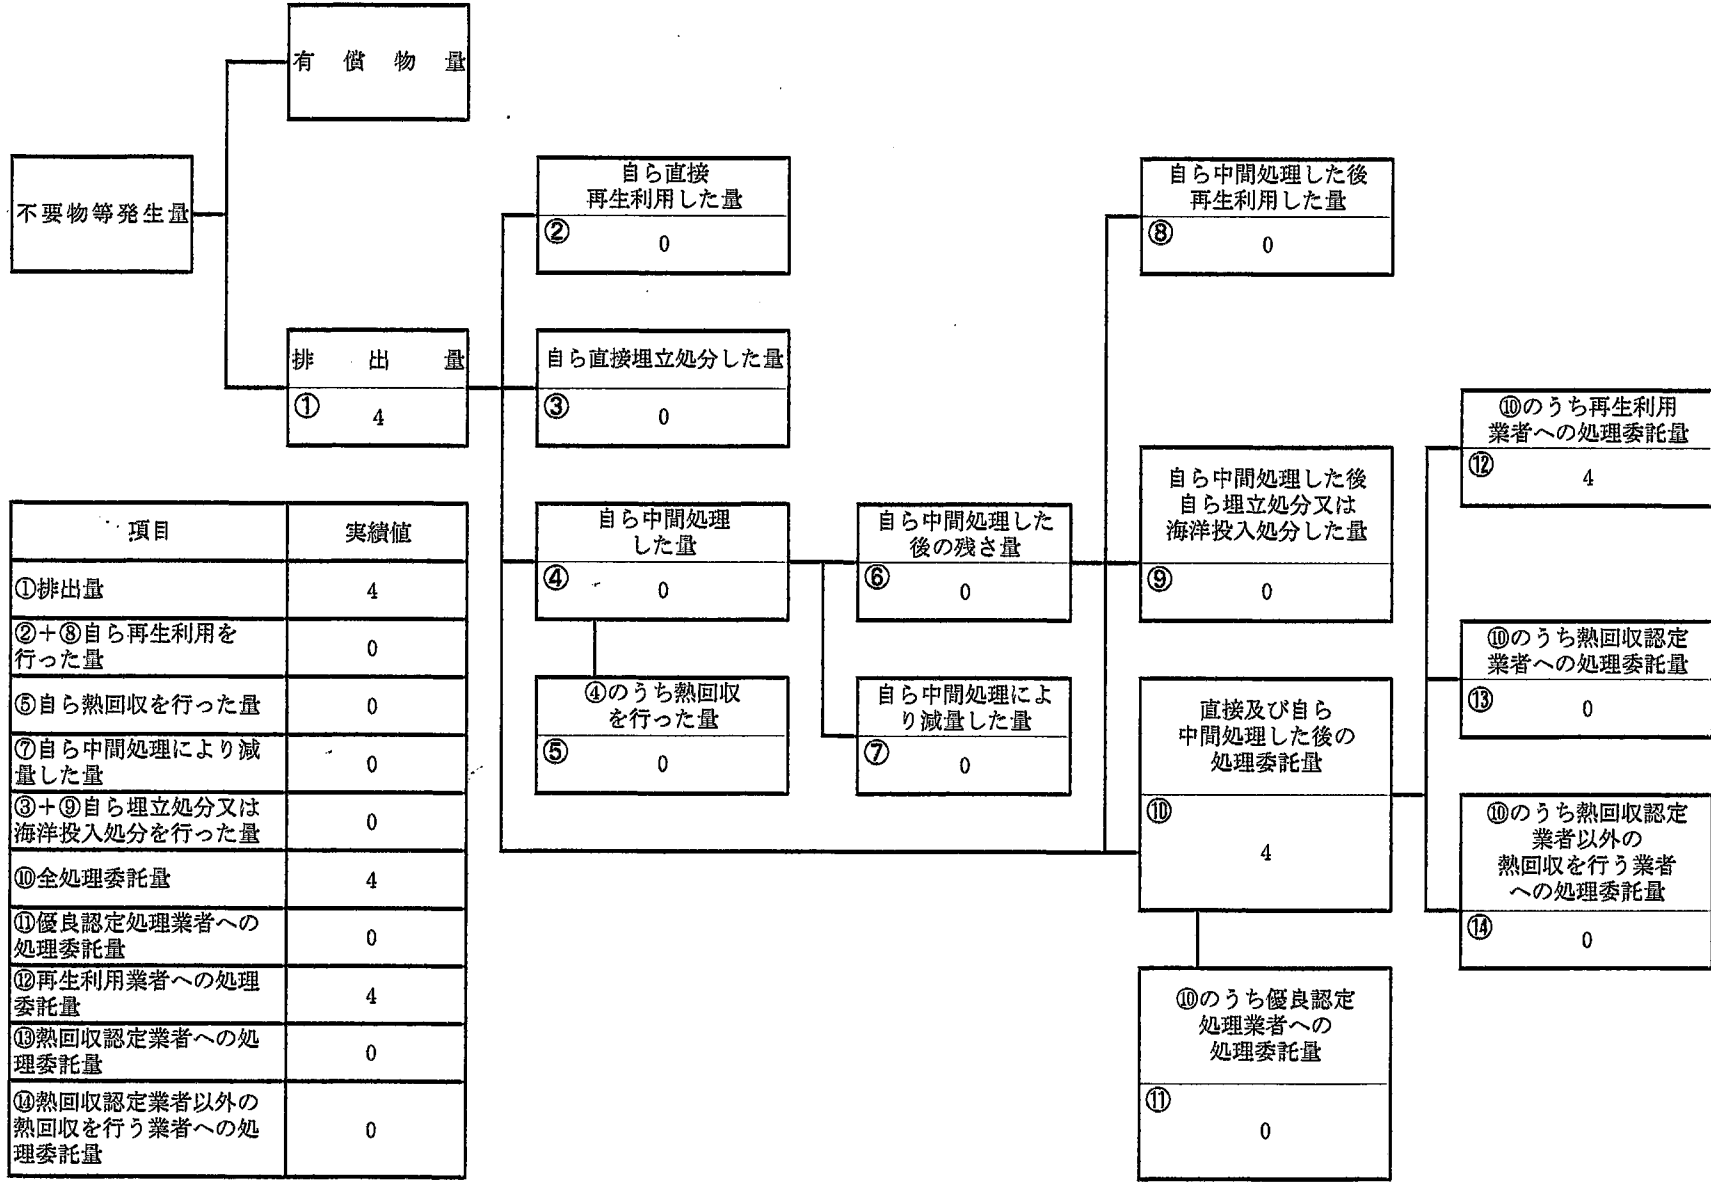 有償物量
不要物等発生量
自ら直接
再生利用した量
② 0
自ら中間処理した後
再生利用した量
⑧ 0
排出量
① 4
自ら直接埋立処分した量
③ 0
⑩のうち再生利用
業者への処理委託量
⑫ 4
自ら中間処理
した量
④ 0
自ら中間処理した
後の残さ量
⑥ 0
自ら中間処理した後
自ら埋立処分又は
海洋投入処分した量
⑨ 0
⑩のうち熱回収認定
業者への処理委託量
⑬ 0
④のうち熱回収
を行った量
⑤ 0
自ら中間処理によ
り減量した量
⑦ 0
直接及び自ら
中間処理した後の
処理委託量
⑩
4
⑩のうち熱回収認定
業者以外の
熱回収を行う業者
への処理委託量
⑭ 0
⑩のうち優良認定
処理業者への
処理委託量
⑪
0
項目 実績値
①排出量 4
②+⑧自ら再生利用を
行った量 0
⑤自ら熱回収を行った量 0
⑦自ら中間処理により減
量した量 0
③+⑨自ら埋立処分又は
海洋投入処分を行った量 0
⑩全処理委託量 4
⑪優良認定処理業者への
処理委託量 0
⑫再生利用業者への処理
委託量 4
⑬熱回収認定業者への処
理委託量 0
⑭熱回収認定業者以外の
熱回収を行う業者への処
理委託量 0